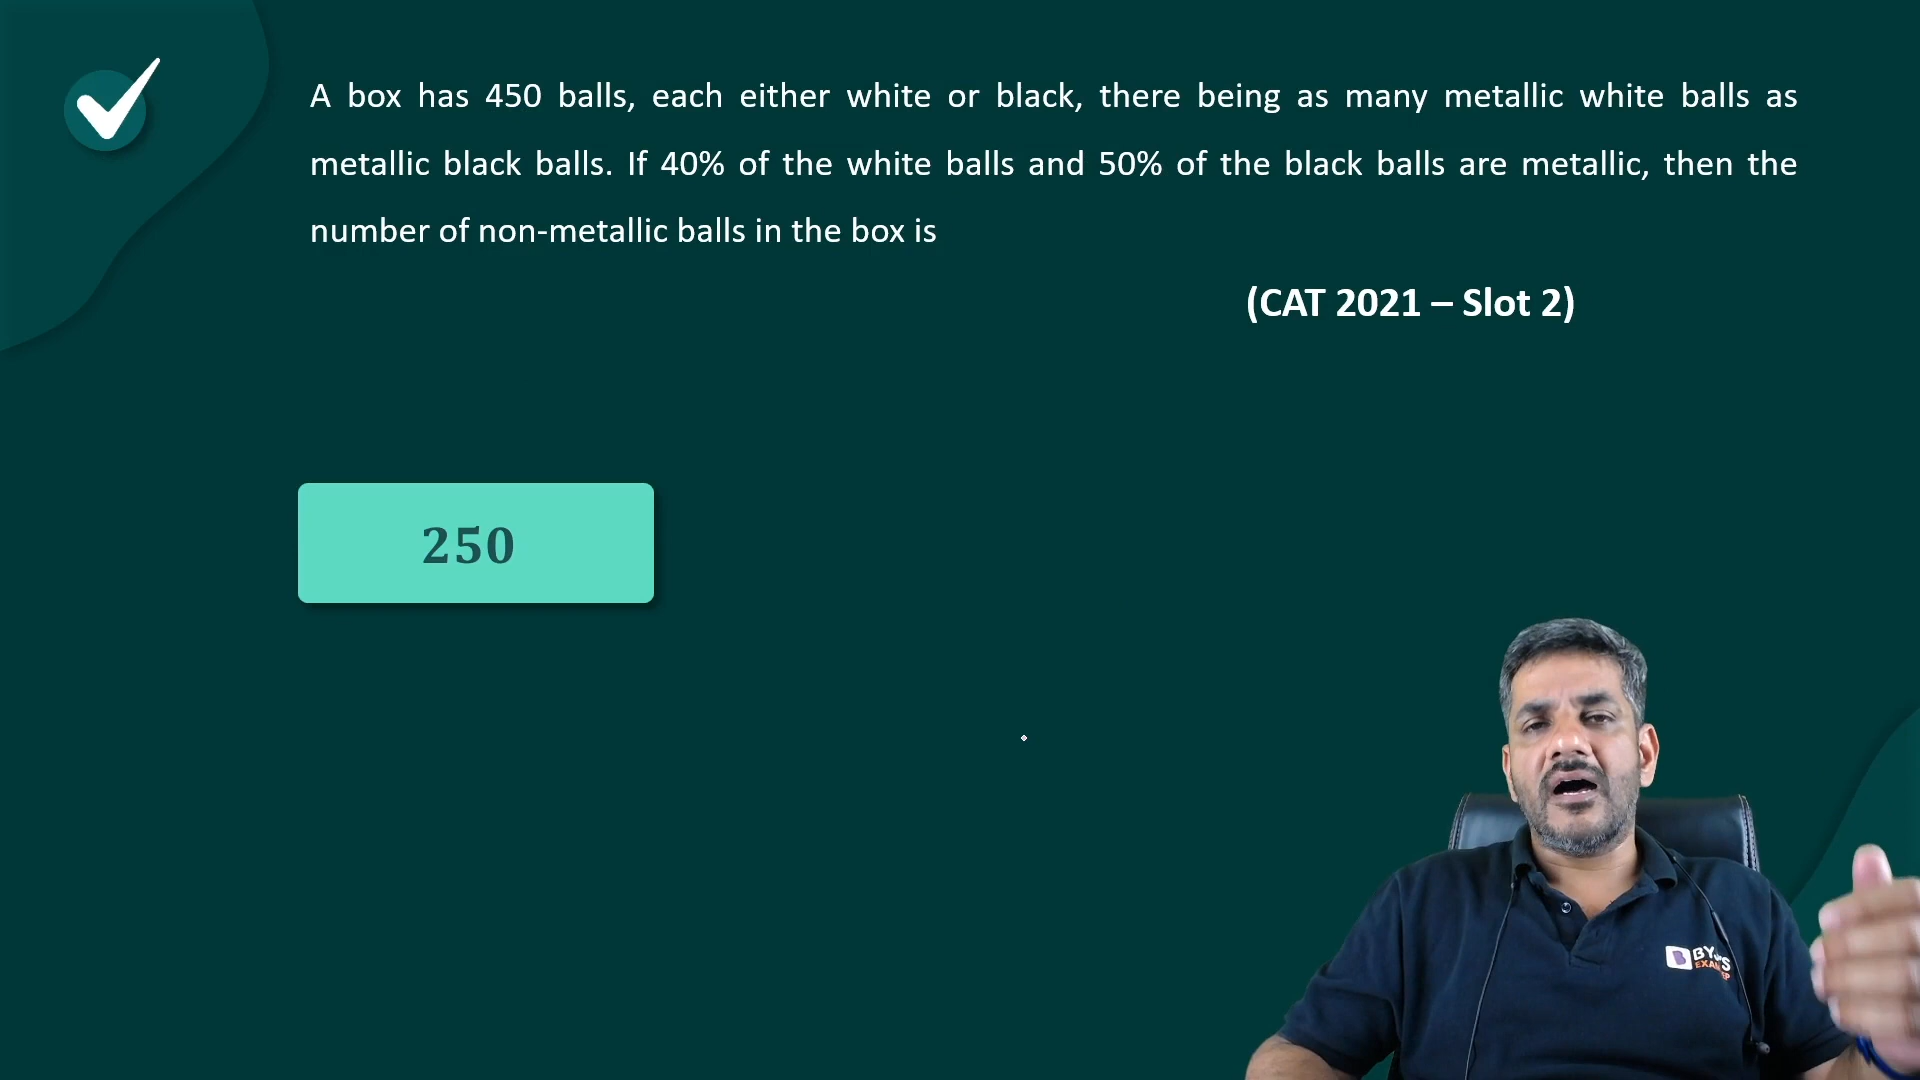 A box has 450 balls, each either white or black, there being as many metallic white balls as
metallic black balls. If 40% of the white balls and 50% of the black balls are metallic, then the
number of non-metallic balls in the box is
(CAT 2021 – Slot 2)
250